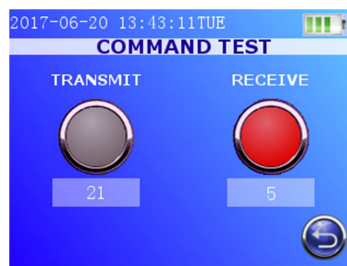 2017-06-20 13:43:11TUE
COMMAND TEST
TRANSMIT RECEIVE
21 5